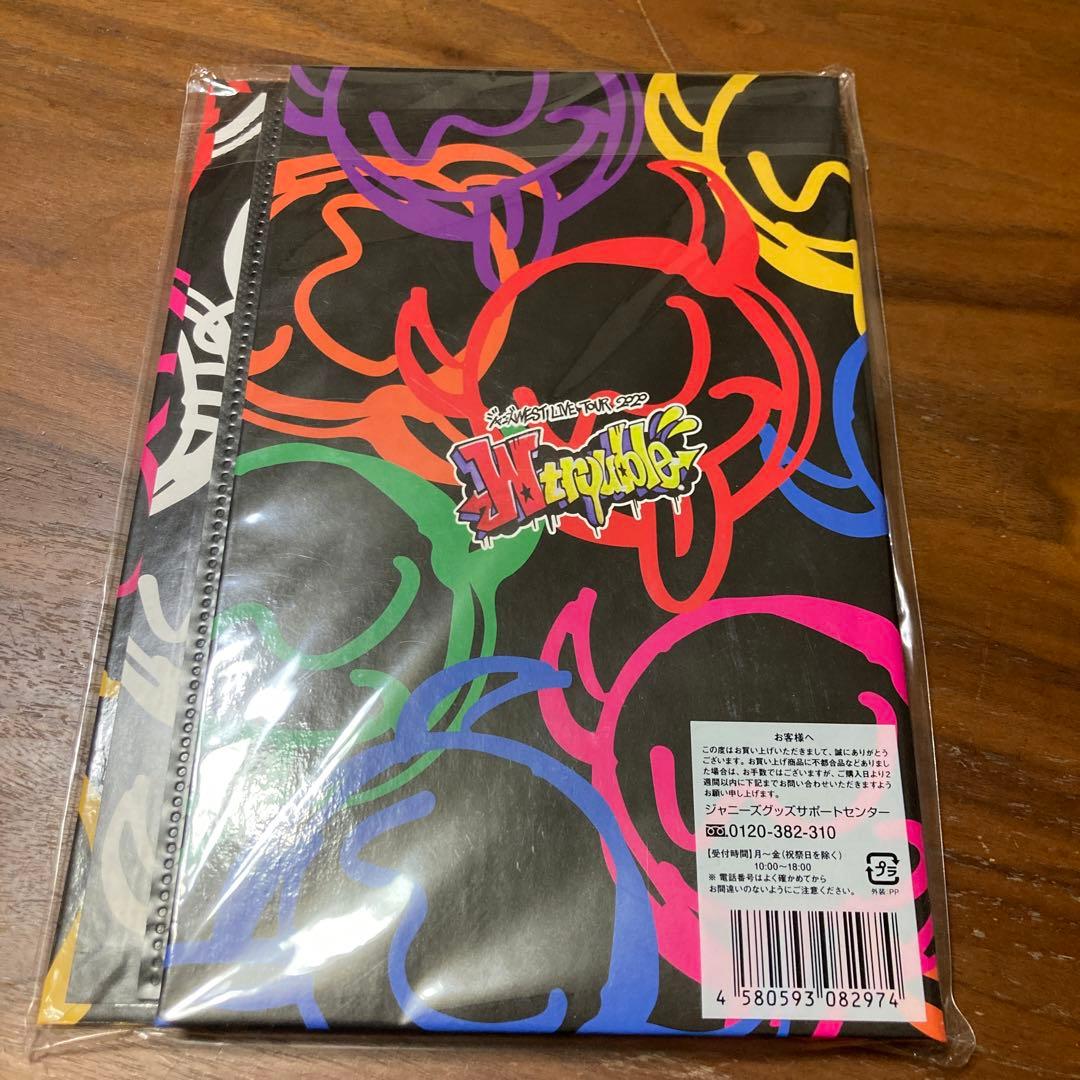 ジャニーズWEST LIVE TOUR 2020
W trouble
お客様へ
この度はお買い上げいただきまして、誠にありがとう
ございます。お買い上げ商品に不都合品などありまし
た場合は、お手数ではございますが、ご購入日より2
週間以内に下記までお問い合わせいただきますよう
お願い申し上げます。
ジャニーズグッズサポートセンター
0120-382-310
【受付時間】月～金(祝祭日を除く)
10:00～18:00
※ 電話番号はよく確かめてから
お間違いのないようにご注意ください。
プラ
外装:PP
4 580593 082974